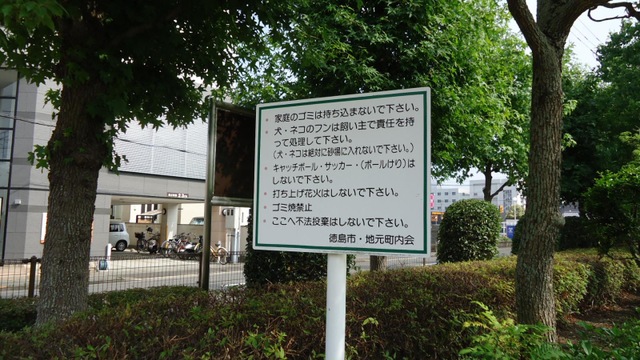 • 家庭のゴミは持ち込まないで下さい。
• 犬・ネコのフンは飼い主で責任を持
って処理して下さい。
(犬・ネコは絶対に砂場に入れないで下さい。)
• キャッチボール・サッカー・(ボールけり)は
しないで下さい。
• 打ち上げ花火はしないで下さい。
• ゴミ焼禁止
• ここへ不法投棄はしないで下さい。
徳島市・地元町内会